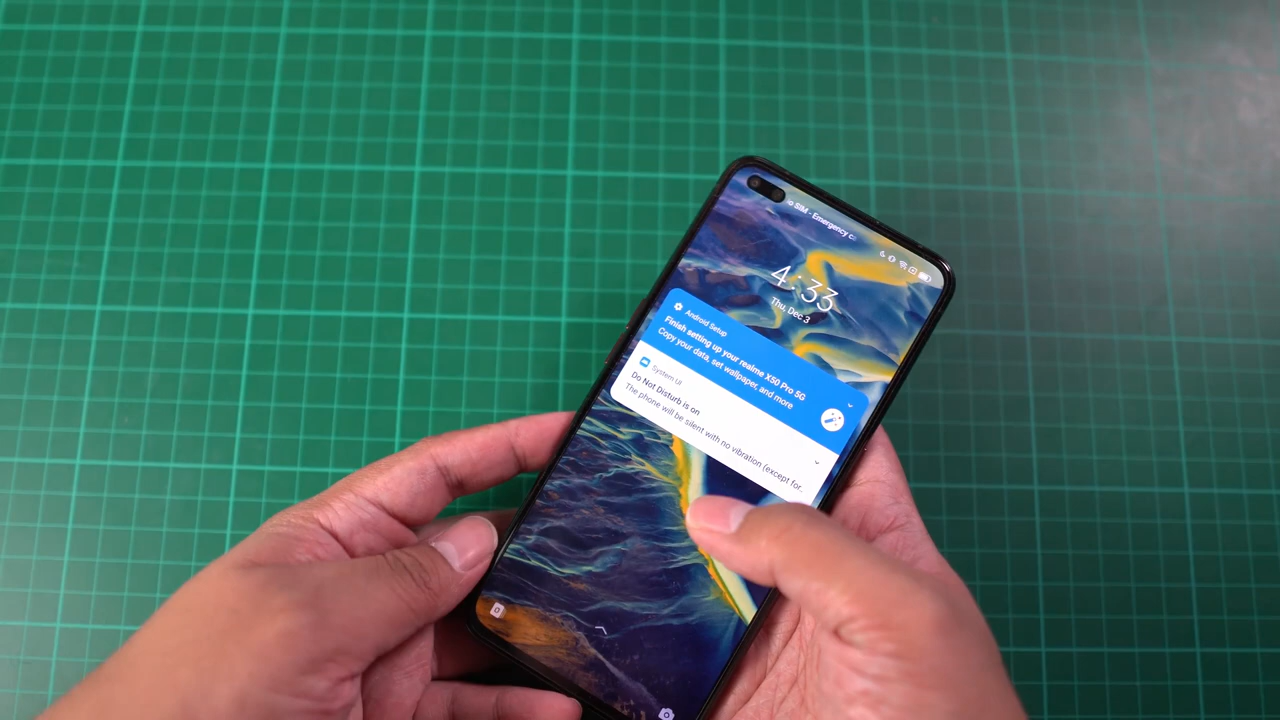 SIM - Emergency c
4:33
Thu, Dec 3
Android Setup
Finish setting up your realme X50 Pro 5G
Copy your data, set wallpaper, and more
System UI
Do Not Disturb is on
The phone will be silent with no vibration (except for..